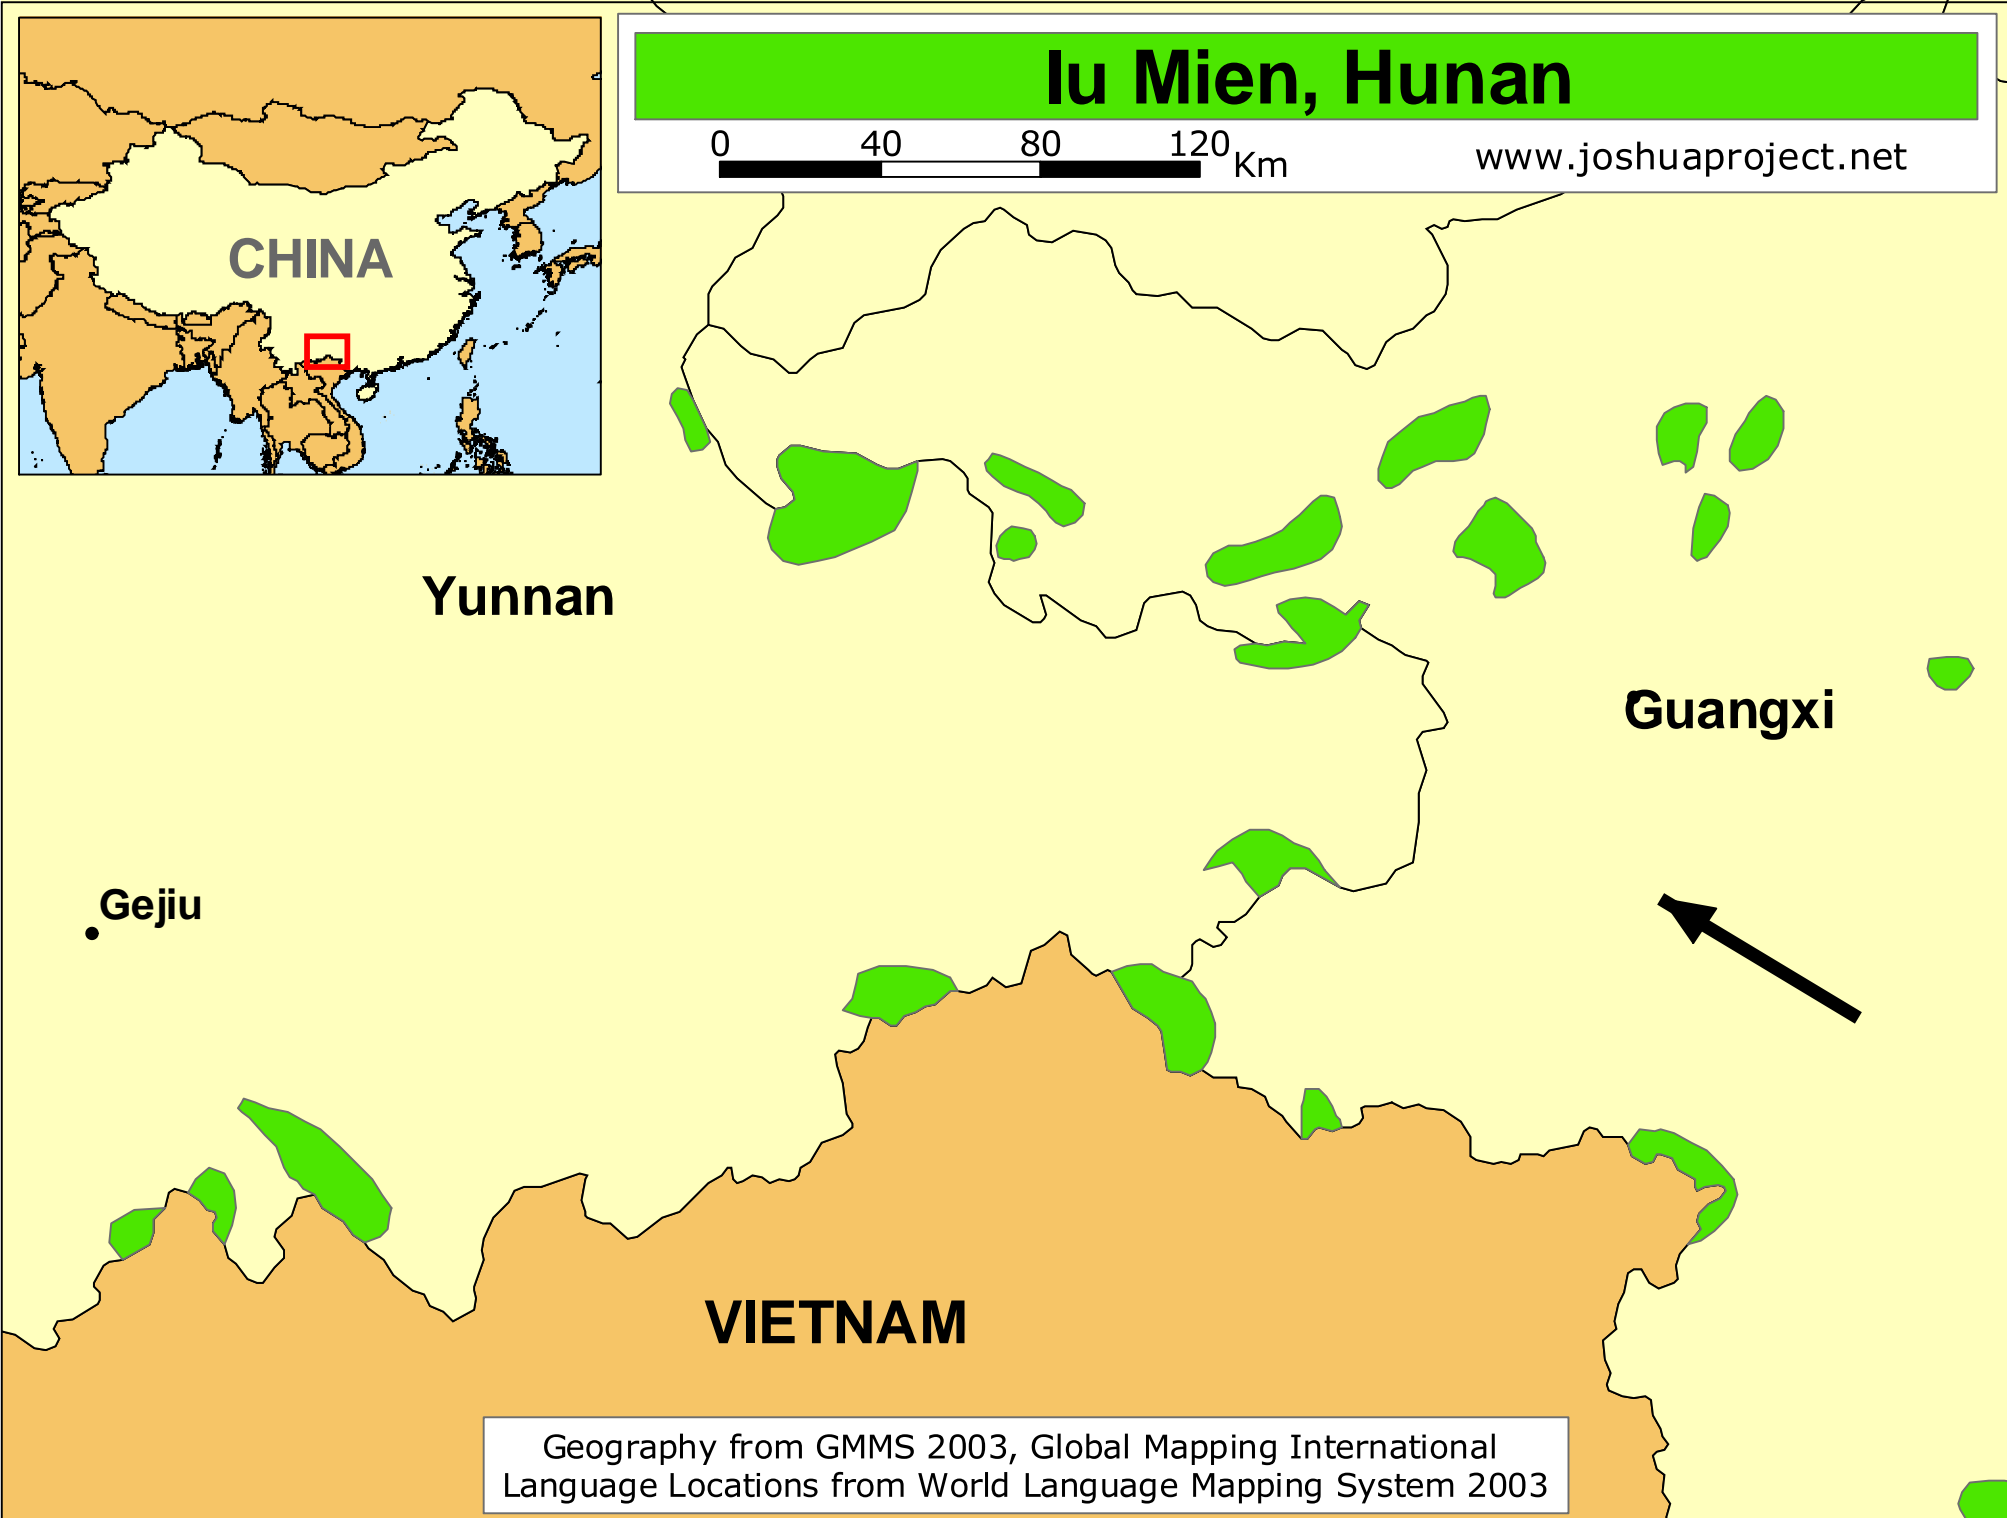 Iu Mien, Hunan
0 40 80 120 Km
www.joshuaproject.net
CHINA
Yunnan
Guangxi
Gejiu
VIETNAM
Geography from GMMS 2003, Global Mapping International
Language Locations from World Language Mapping System 2003